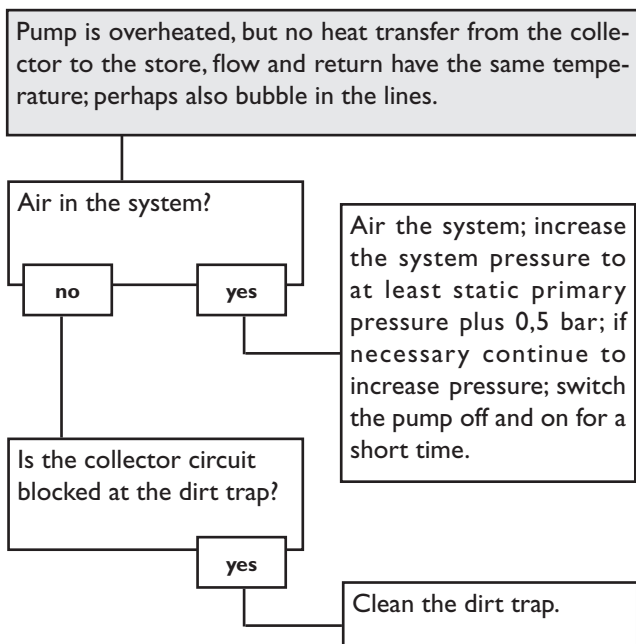 Pump is overheated, but no heat transfer from the colle-
ctor to the store, flow and return have the same tempe-
rature; perhaps also bubble in the lines.
Air in the system?
no
yes
Air the system; increase
the system pressure to
at least static primary
pressure plus 0,5 bar; if
necessary continue to
increase pressure; switch
the pump off and on for a
short time.
Is the collector circuit
blocked at the dirt trap?
yes
Clean the dirt trap.